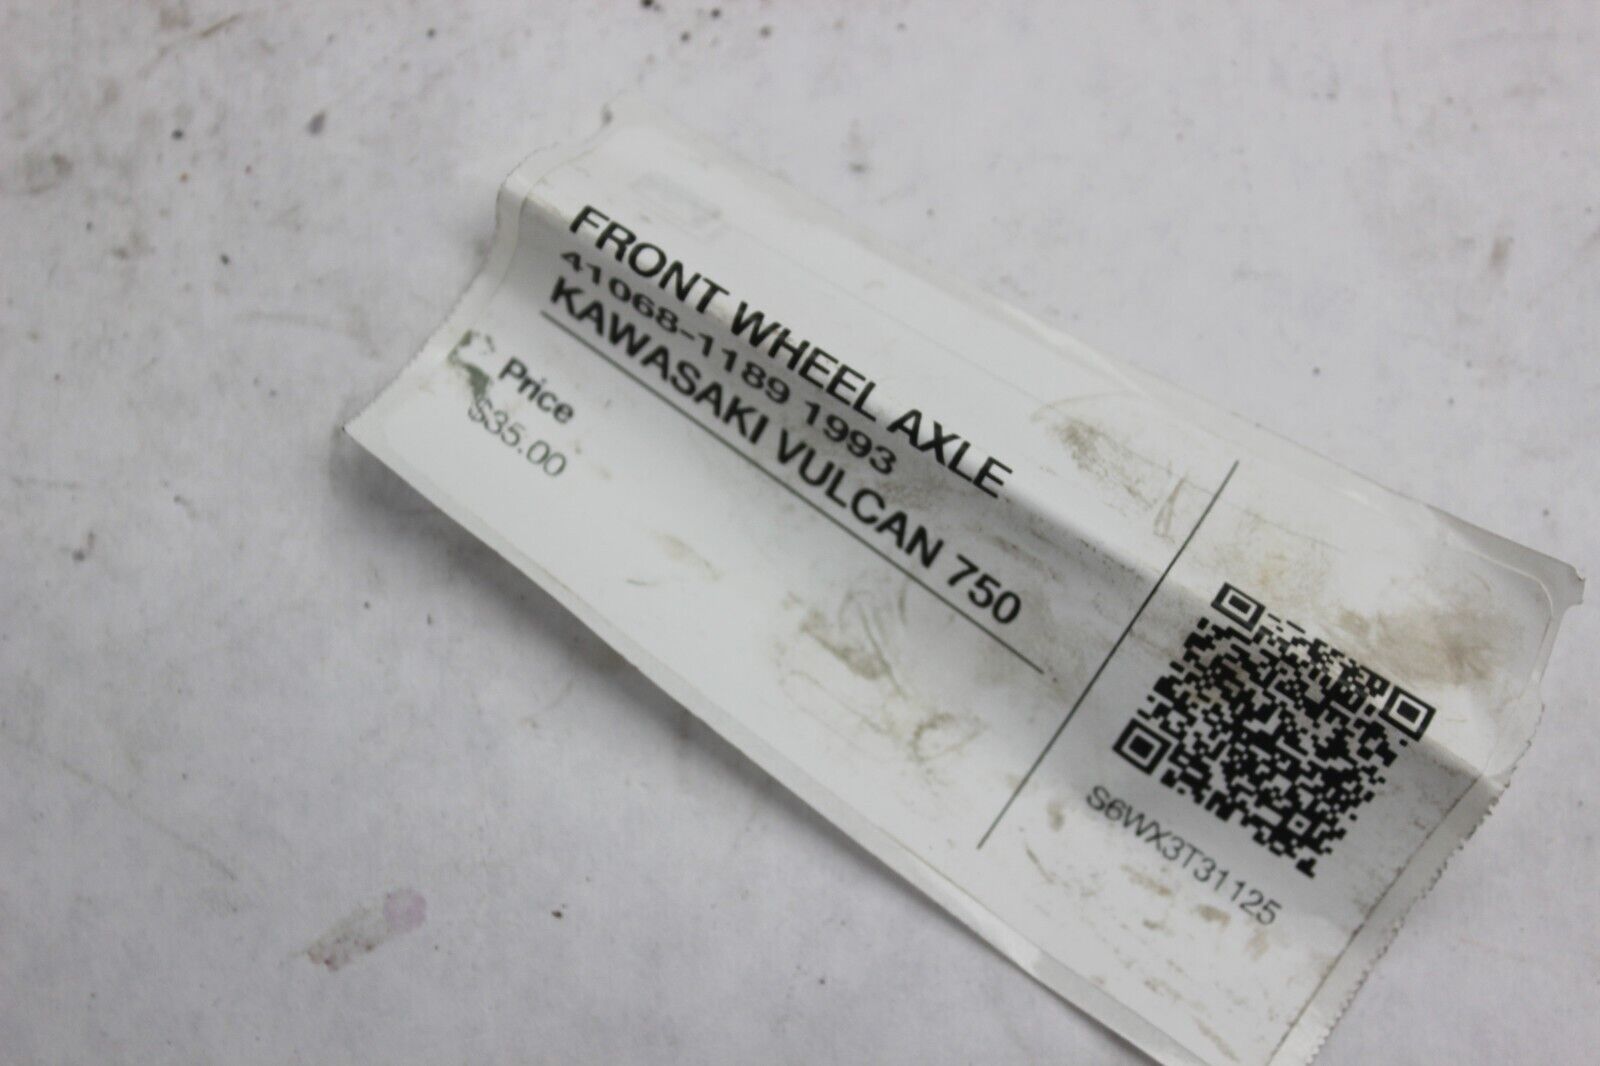 FRONT WHEEL AXLE
41068-1189 1993
KAWASAKI VULCAN 750
Price
$35.00
S6WX3T31125